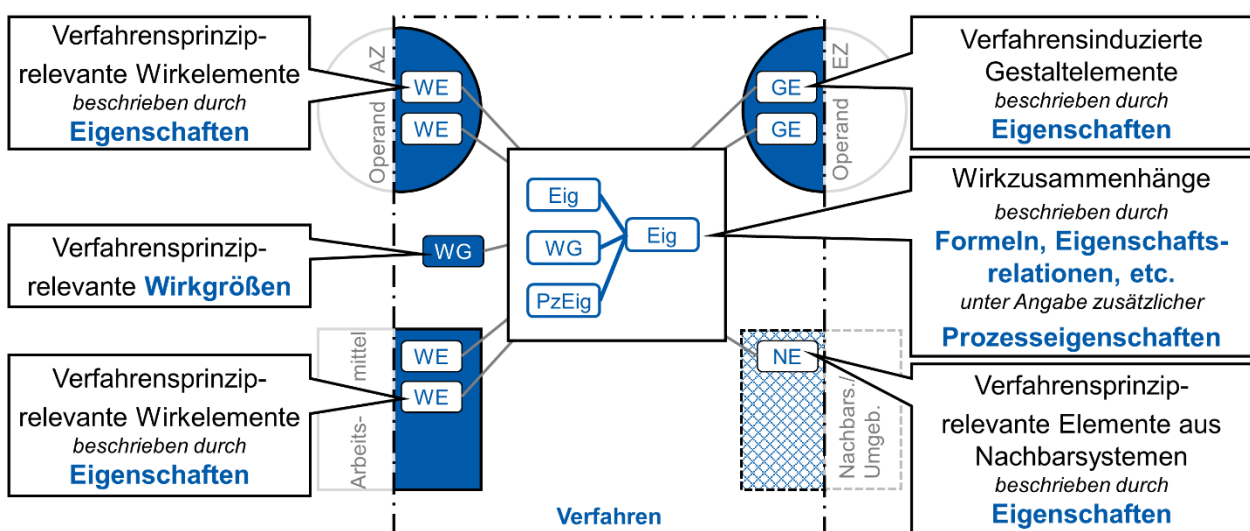 Verfahrensprinzip-
relevante Wirkelemente
beschrieben durch
Eigenschaften
Operand AZ
WE
WE
GE
GE
Operand EZ
Verfahrensinduzierte
Gestaltelemente
beschrieben durch
Eigenschaften
Verfahrensprinzip-
relevante Wirkgrößen
WG
Eig
WG
PzEig
Eig
Wirkzusammenhänge
beschrieben durch
Formeln, Eigenschafts-
relationen, etc.
unter Angabe zusätzlicher
Prozesseigenschaften
Verfahrensprinzip-
relevante Wirkelemente
beschrieben durch
Eigenschaften
Arbeits-
mittel
WE
WE
NE
Nachbars./
Umgeb.
Verfahrensprinzip-
relevante Elemente aus
Nachbarsystemen
beschrieben durch
Eigenschaften
Verfahren